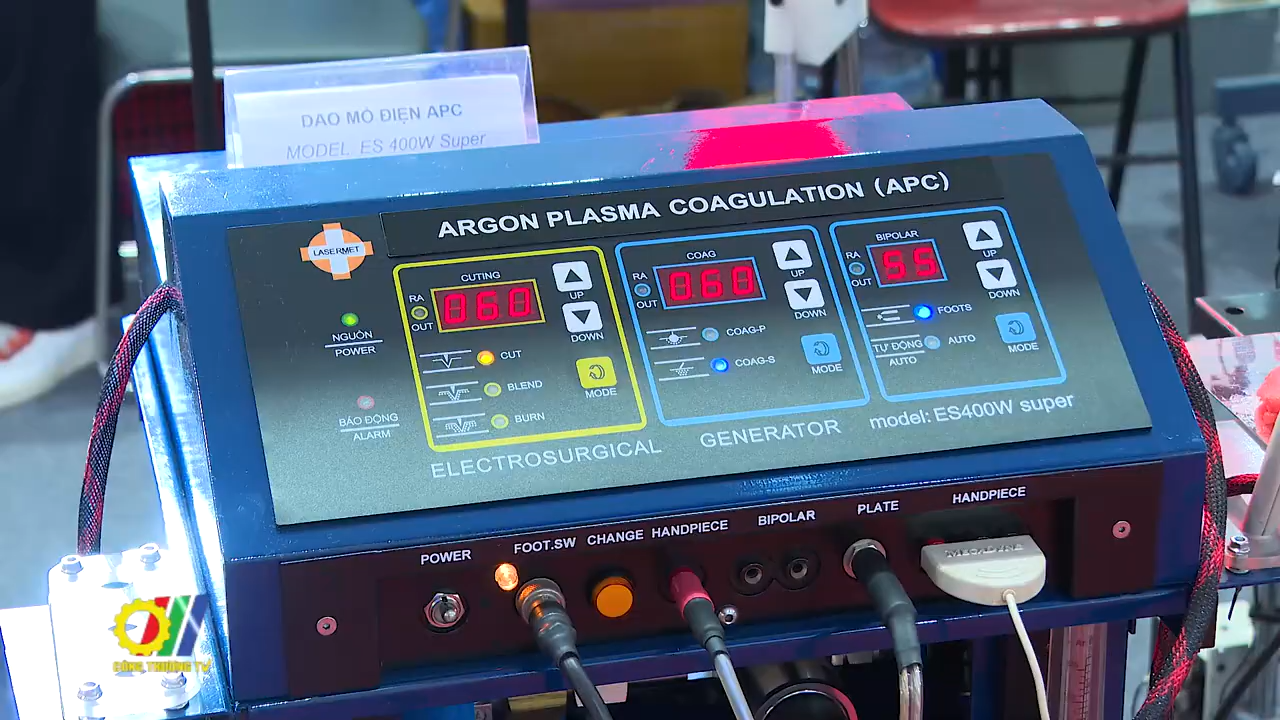 DAO MỔ ĐIỆN APC
MODEL ES 400W Super
ARGON PLASMA COAGULATION (APC)
LASERMET
NGUỒN
POWER
BÁO ĐỘNG
ALARM
CUTING
RA
OUT
060
UP
DOWN
CUT
BLEND
BURN
MODE
COAG
RA
OUT
060
UP
DOWN
COAG-P
COAG-S
MODE
BIPOLAR
RA
OUT
55
UP
DOWN
FOOTS
TỰ ĐỘNG
AUTO
AUTO
MODE
ELECTROSURGICAL GENERATOR model: ES400W super
POWER
FOOT.SW
CHANGE
HANDPIECE
BIPOLAR
PLATE
HANDPIECE
MEGADYNE
CÔNG THƯƠNG TV